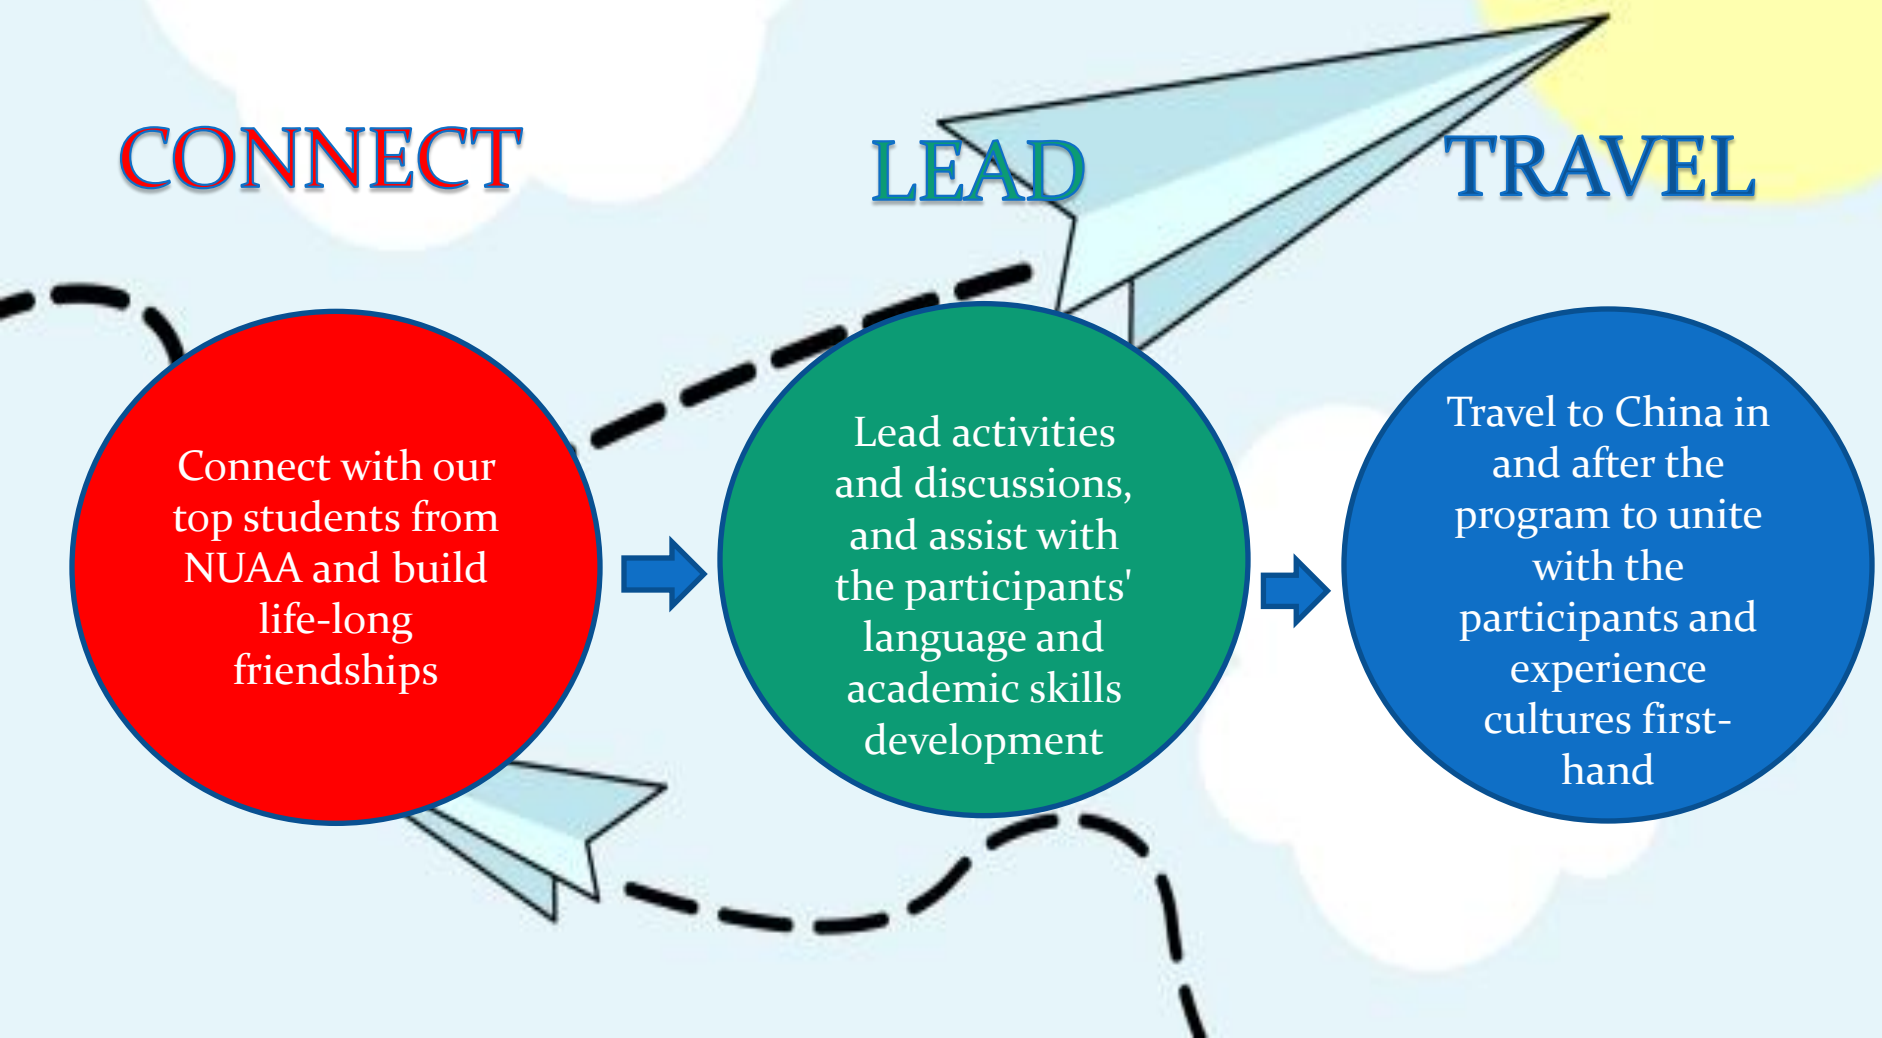 CONNECT
LEAD
TRAVEL
Connect with our
top students from
NUAA and build
life-long
friendships
Lead activities
and discussions,
and assist with
the participants'
language and
academic skills
development
Travel to China in
and after the
program to unite
with the
participants and
experience
cultures first-
hand